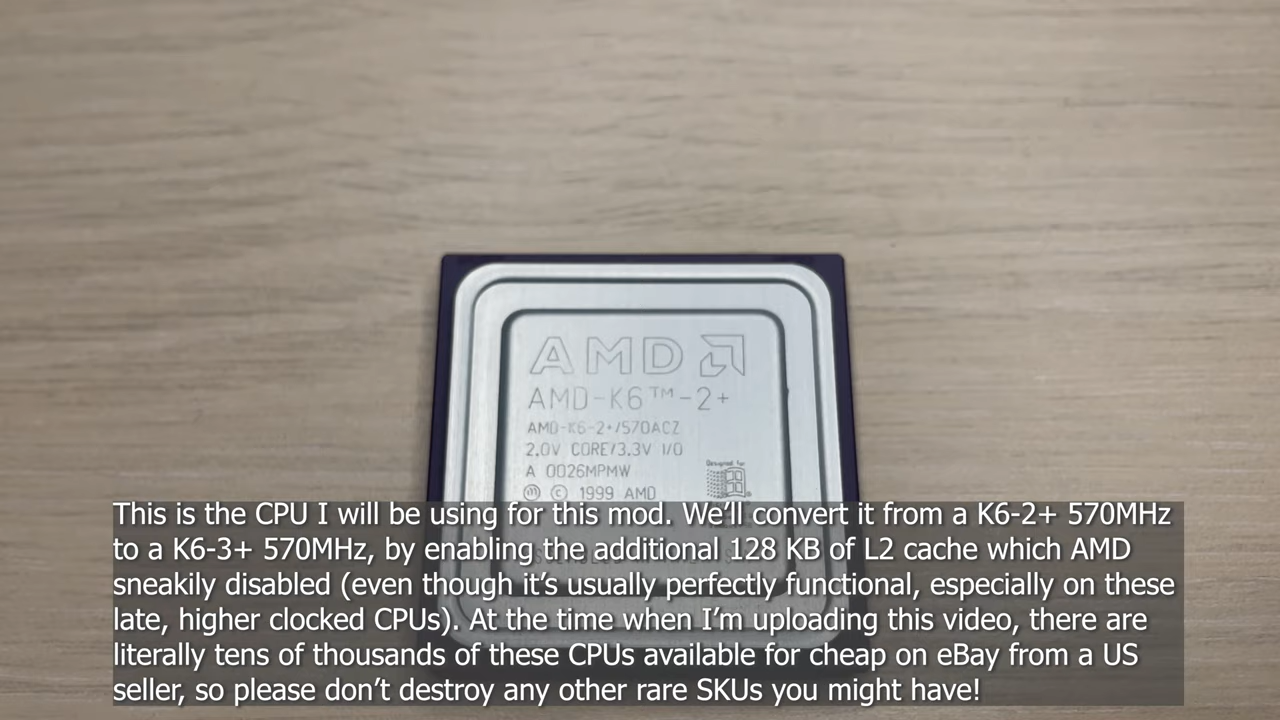 AMD
AMD-K6™-2+
AMD-K6-2+/570ACZ
2.0V CORE/3.3V I/O
A 0026MPMW
Designed for
ⓜ © 1999 AMD
This is the CPU I will be using for this mod. We'll convert it from a K6-2+ 570MHz
to a K6-3+ 570MHz, by enabling the additional 128 KB of L2 cache which AMD
sneakily disabled (even though it's usually perfectly functional, especially on these
late, higher clocked CPUs). At the time when I'm uploading this video, there are
literally tens of thousands of these CPUs available for cheap on eBay from a US
seller, so please don't destroy any other rare SKUs you might have!